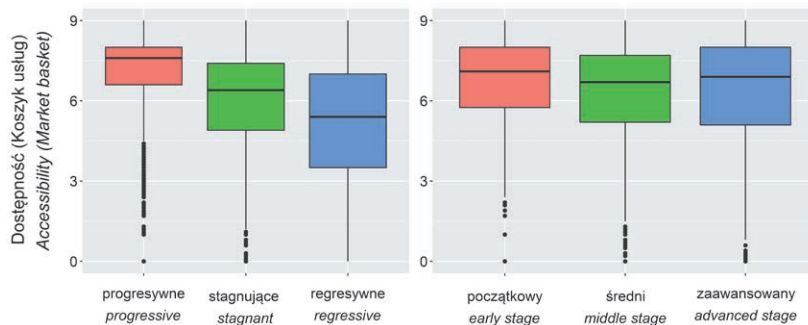 Dostępność (Koszyk usług)
Accessibility (Market basket)
9
6
3
0
progresywne
progressive
stagnujące
stagnant
regresywne
regressive
9
6
3
0
początkowy
early stage
średni
middle stage
zaawansowany
advanced stage